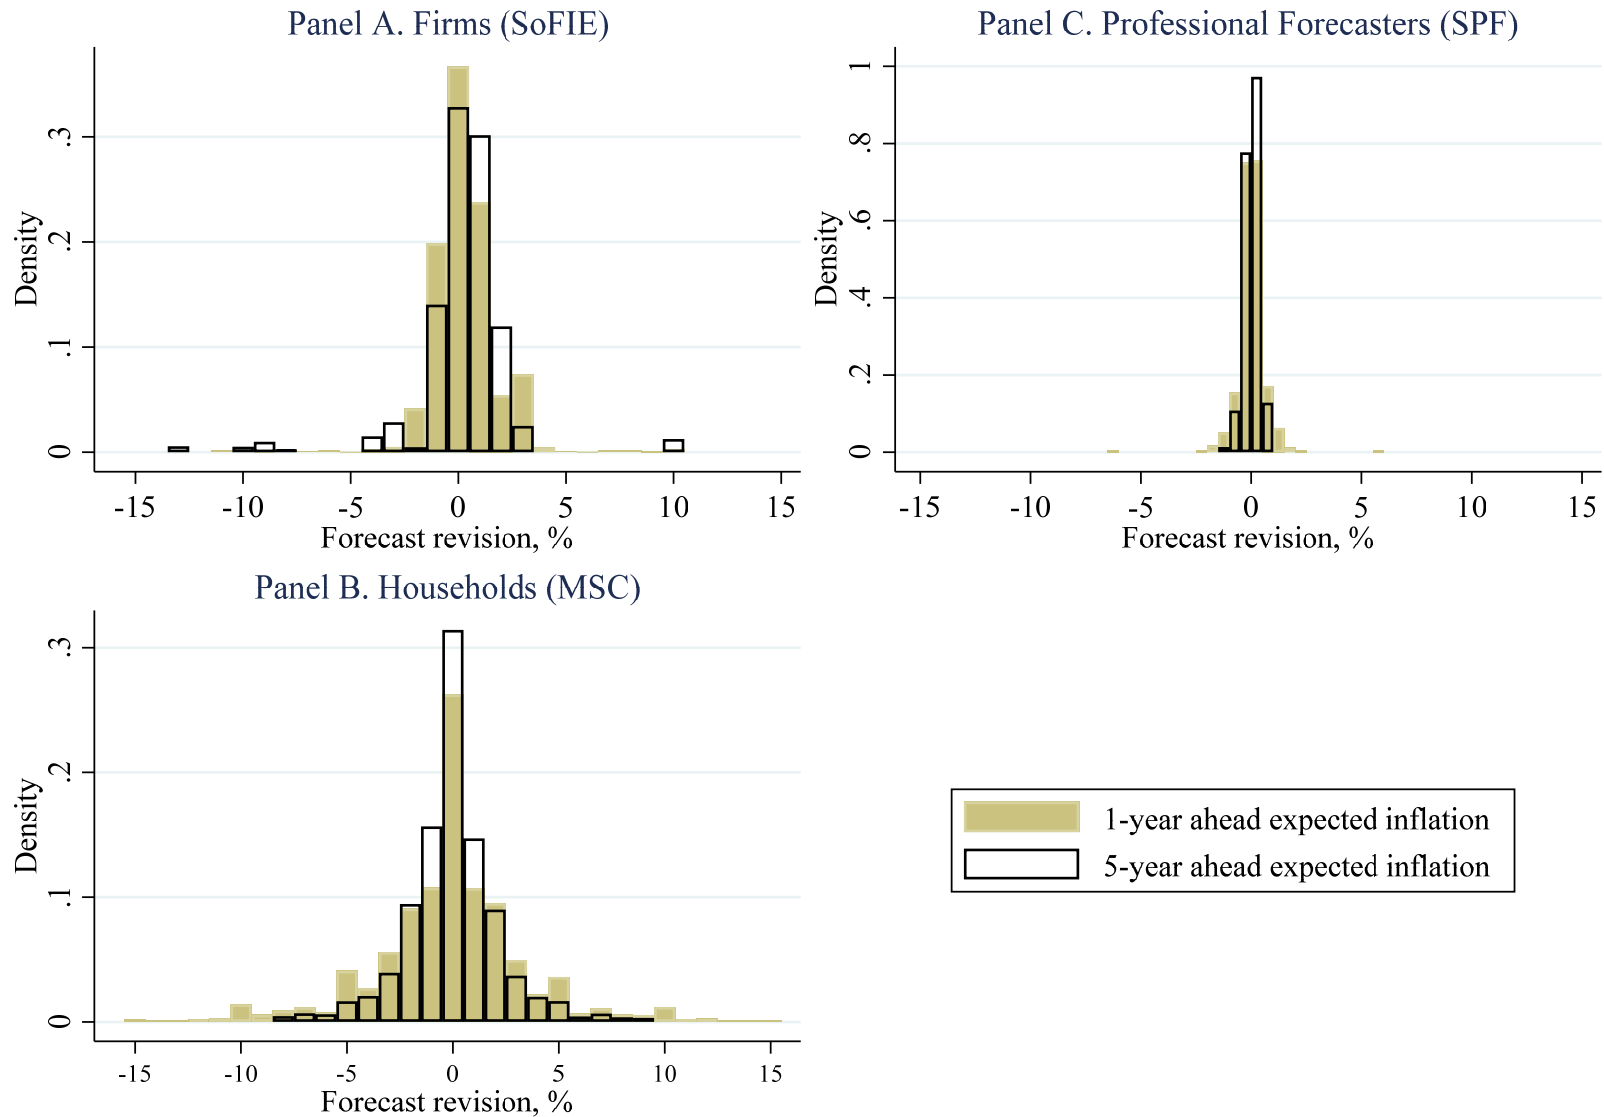 Panel A. Firms (SoFIE)
Density
0
.1
.2
.3
-15 -10 -5 0 5 10 15
Forecast revision, %
Panel C. Professional Forecasters (SPF)
Density
0
.2
.4
.6
.8
1
-15 -10 -5 0 5 10 15
Forecast revision, %
Panel B. Households (MSC)
Density
0
.1
.2
.3
-15 -10 -5 0 5 10 15
Forecast revision, %
1-year ahead expected inflation
5-year ahead expected inflation